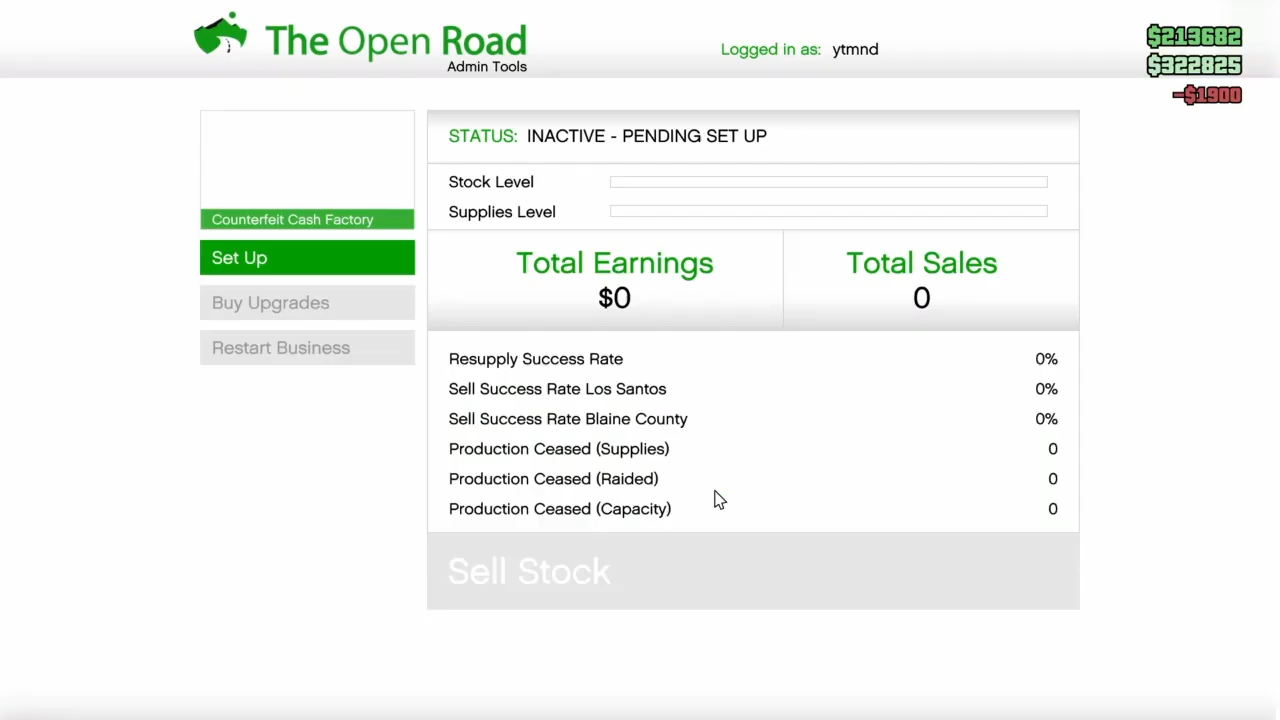 The Open Road
Admin Tools
Logged in as: ytmnd
$213682
$322825
-$1900
Counterfeit Cash Factory
Set Up
Buy Upgrades
Restart Business
STATUS: INACTIVE - PENDING SET UP
Stock Level
Supplies Level
Total Earnings
$0
Total Sales
0
Resupply Success Rate 0%
Sell Success Rate Los Santos 0%
Sell Success Rate Blaine County 0%
Production Ceased (Supplies) 0
Production Ceased (Raided) 0
Production Ceased (Capacity) 0
Sell Stock